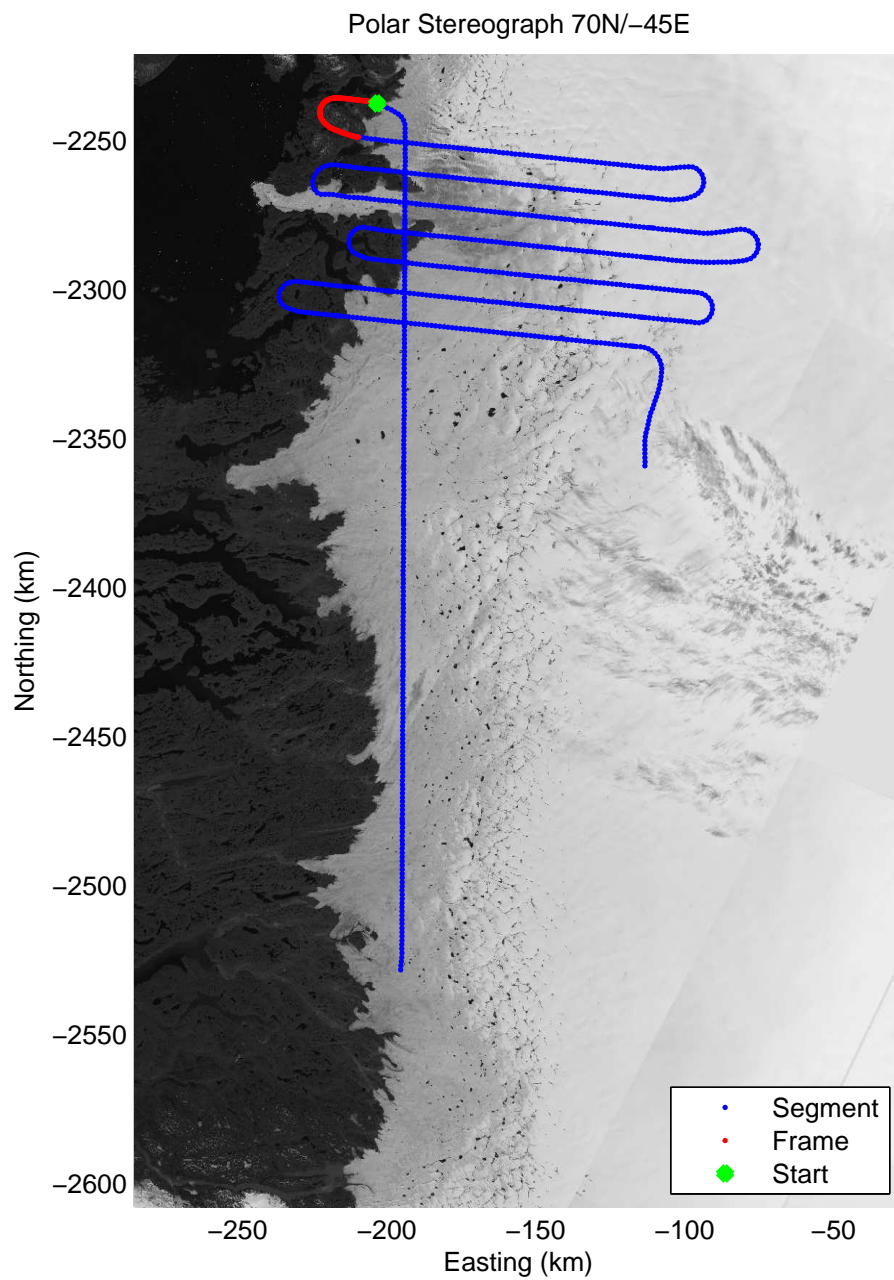 Polar Stereograph 70N/−45E
−2250
−2300
−2350
−2400
−2450
−2500
−2550
−2600
Northing (km)
Segment
Frame
Start
−250 −200 −150 −100 −50
Easting (km)